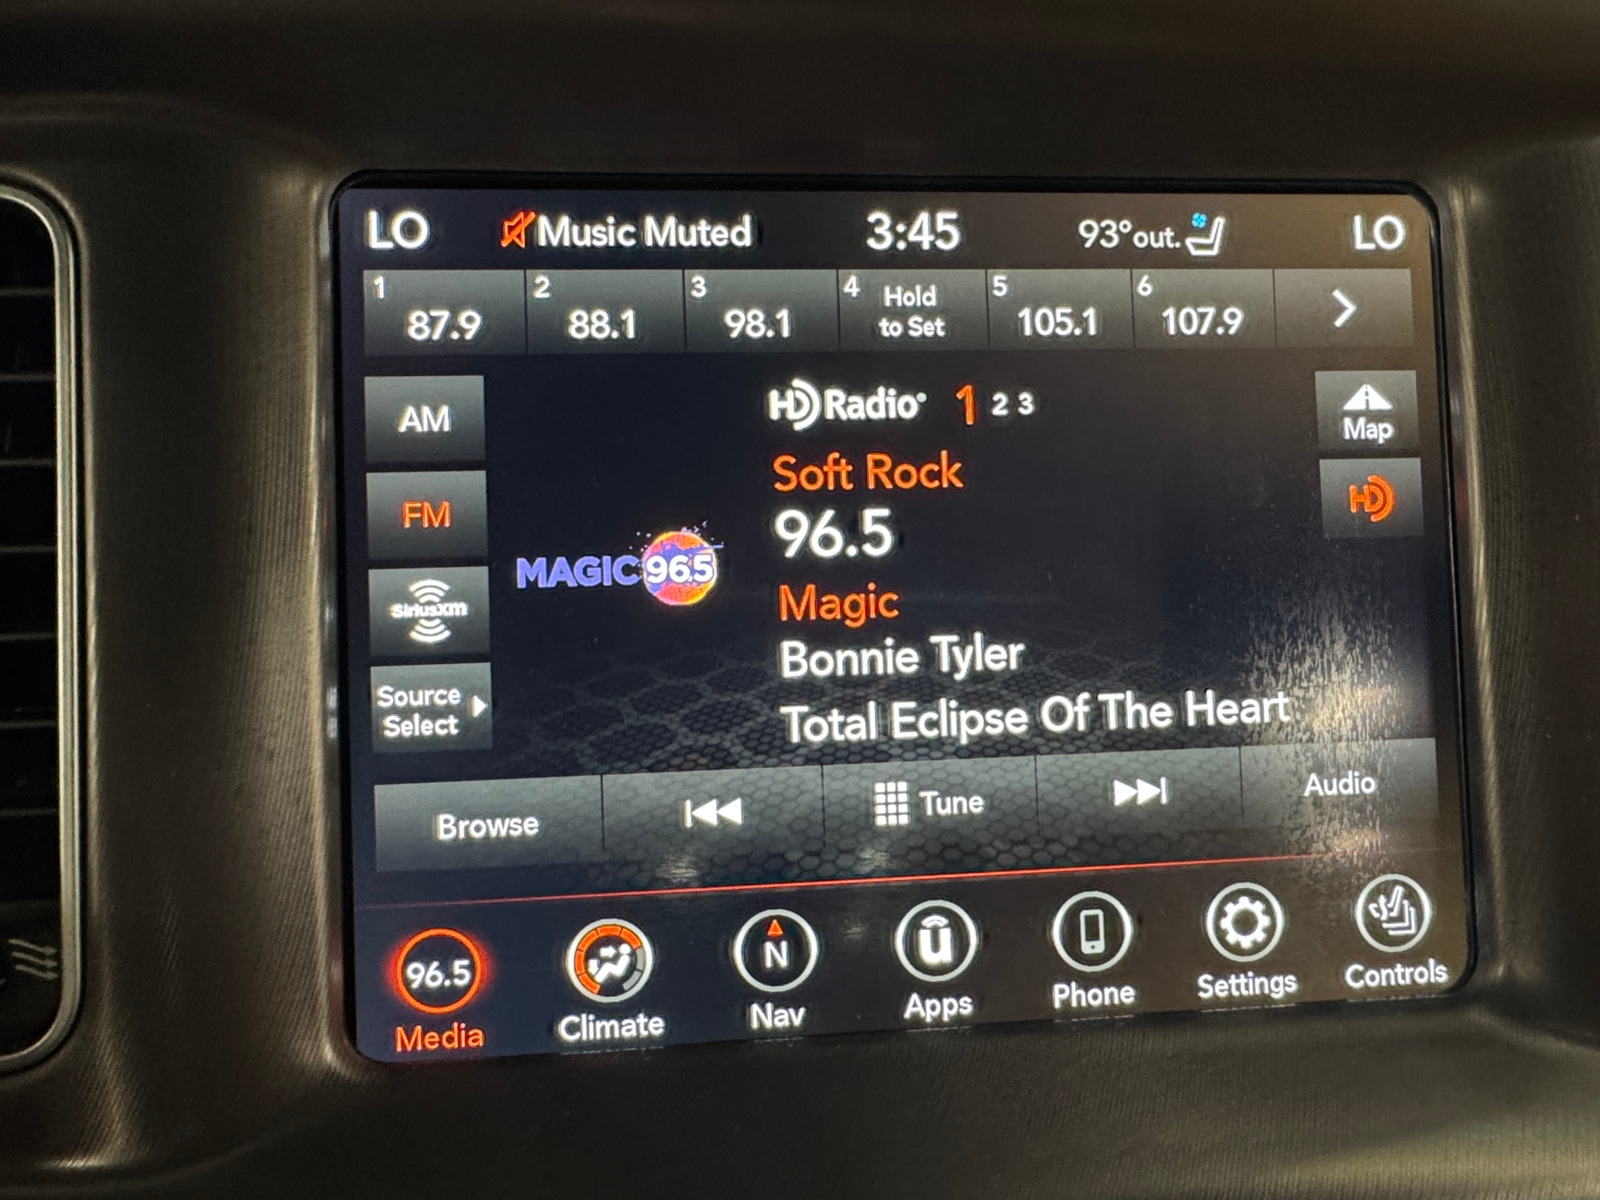 LO
Music Muted
3:45
93°out.
LO
1
87.9
2
88.1
3
98.1
4
Hold
to Set
5
105.1
6
107.9
AM
FM
SiriusXM
Source
Select
MAGIC 96.5
HD Radio
1 2 3
Soft Rock
96.5
Magic
Bonnie Tyler
Total Eclipse Of The Heart
Map
HD
Browse
Tune
Audio
96.5
Media
Climate
N
Nav
u
Apps
Phone
Settings
Controls